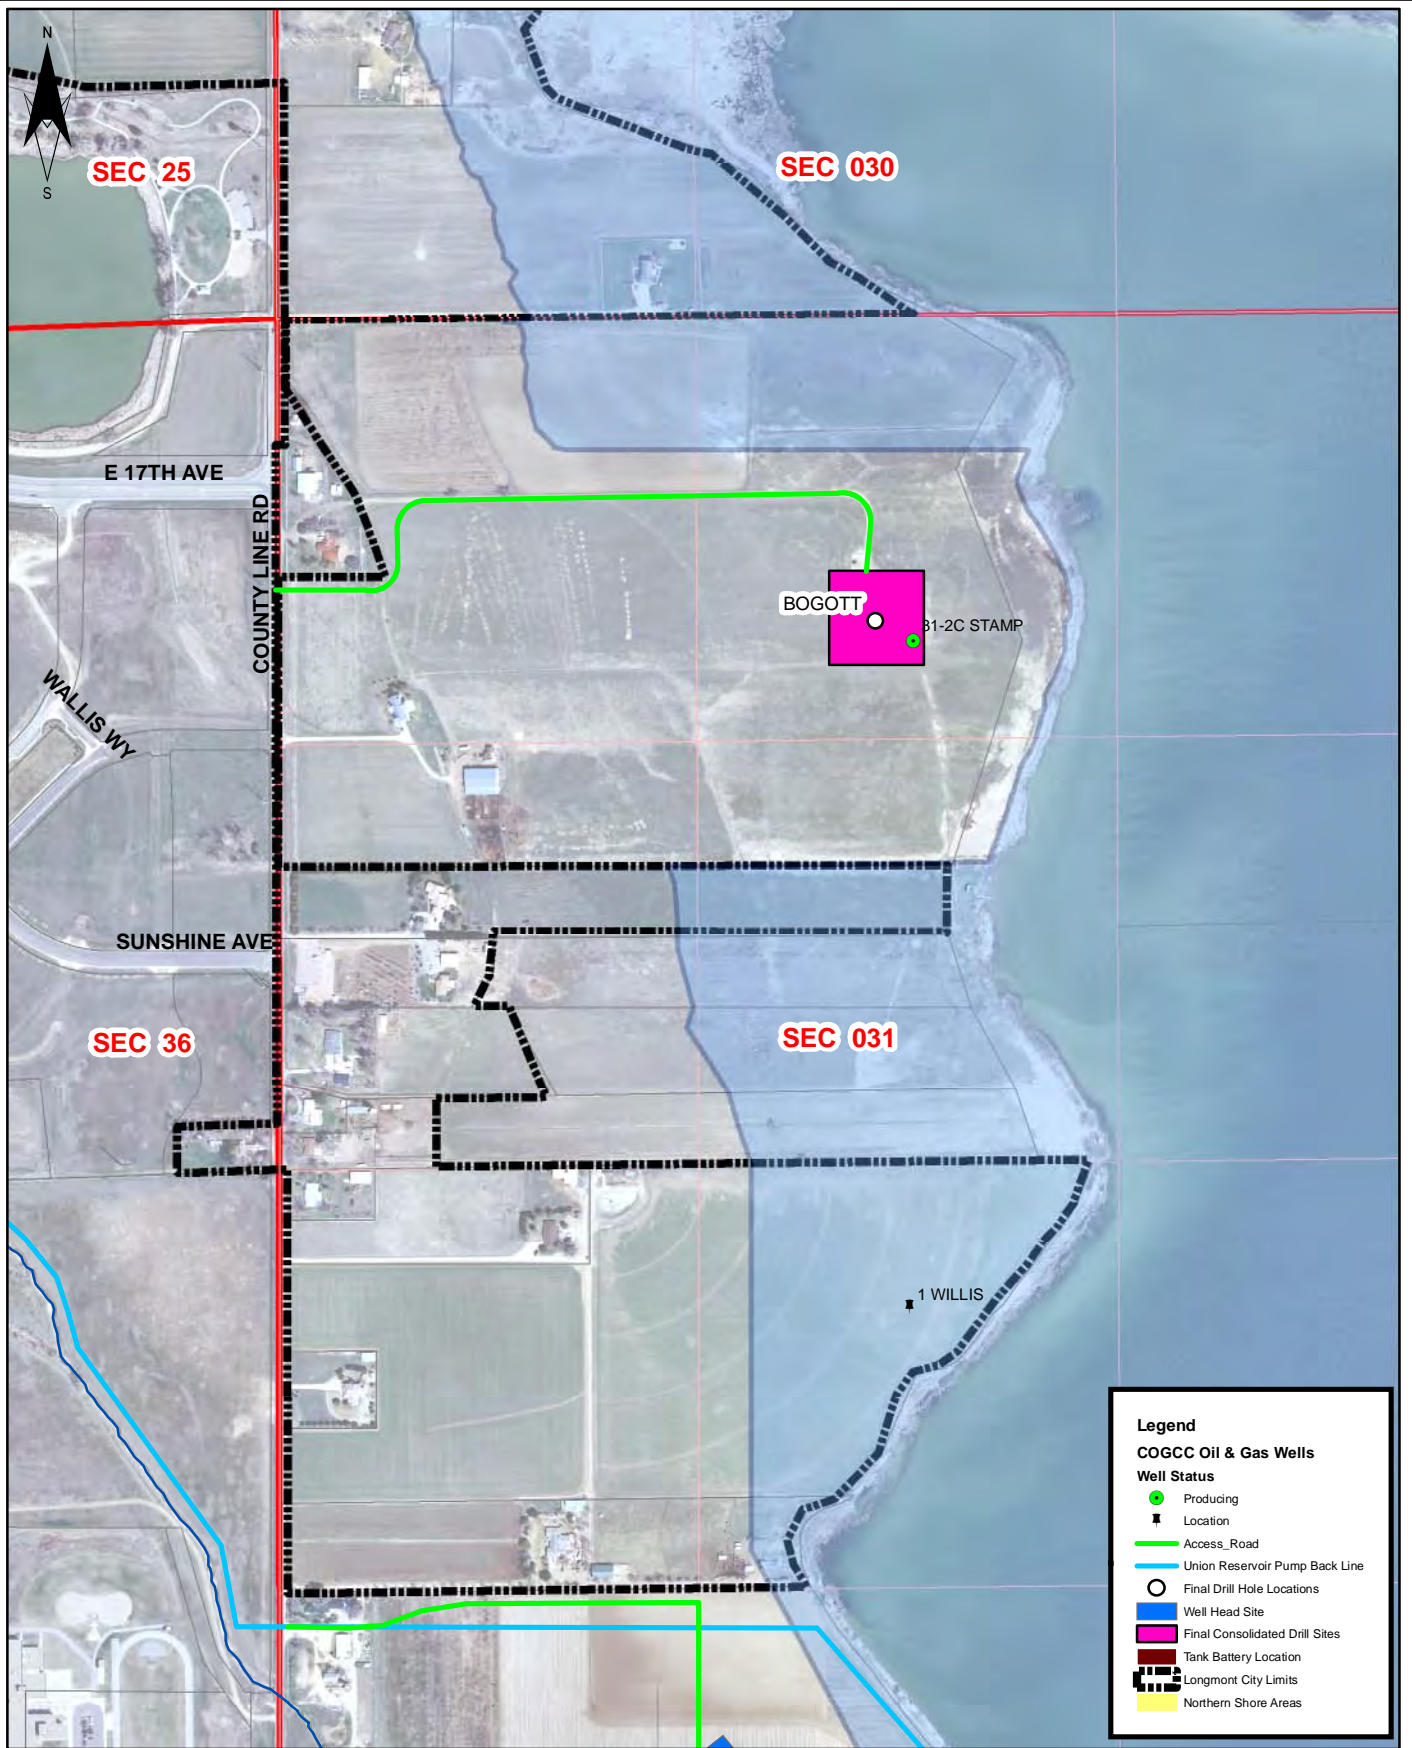 N
S
SEC 25
SEC 030
E 17TH AVE
COUNTY LINE RD
BOGOTT
31-2C STAMP
WALLIS WY
SUNSHINE AVE
SEC 36
SEC 031
1 WILLIS
Legend
COGCC Oil & Gas Wells
Well Status
Producing
Location
Access_Road
Union Reservoir Pump Back Line
Final Drill Hole Locations
Well Head Site
Final Consolidated Drill Sites
Tank Battery Location
Longmont City Limits
Northern Shore Areas